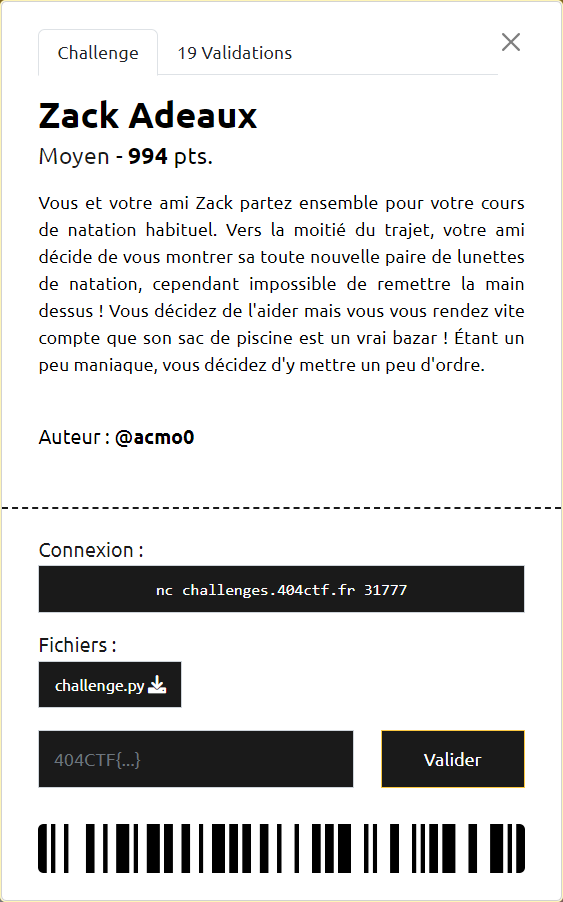 Challenge
19 Validations
Zack Adeaux
Moyen - 994 pts.
Vous et votre ami Zack partez ensemble pour votre cours
de natation habituel. Vers la moitié du trajet, votre ami
décide de vous montrer sa toute nouvelle paire de lunettes
de natation, cependant impossible de remettre la main
dessus ! Vous décidez de l'aider mais vous vous rendez vite
compte que son sac de piscine est un vrai bazar ! Étant un
peu maniaque, vous décidez d'y mettre un peu d'ordre.
Auteur : @acmo0
Connexion :
nc challenges.404ctf.fr 31777
Fichiers :
challenge.py
404CTF{...}
Valider